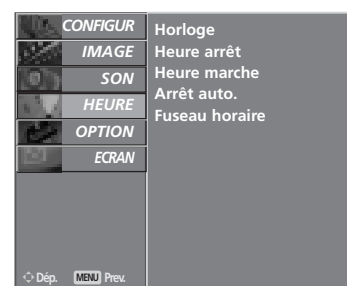 CONFIGUR
IMAGE
SON
HEURE
OPTION
ECRAN
Horloge
Heure arrêt
Heure marche
Arrêt auto.
Fuseau horaire
Dép. MENU Prev.